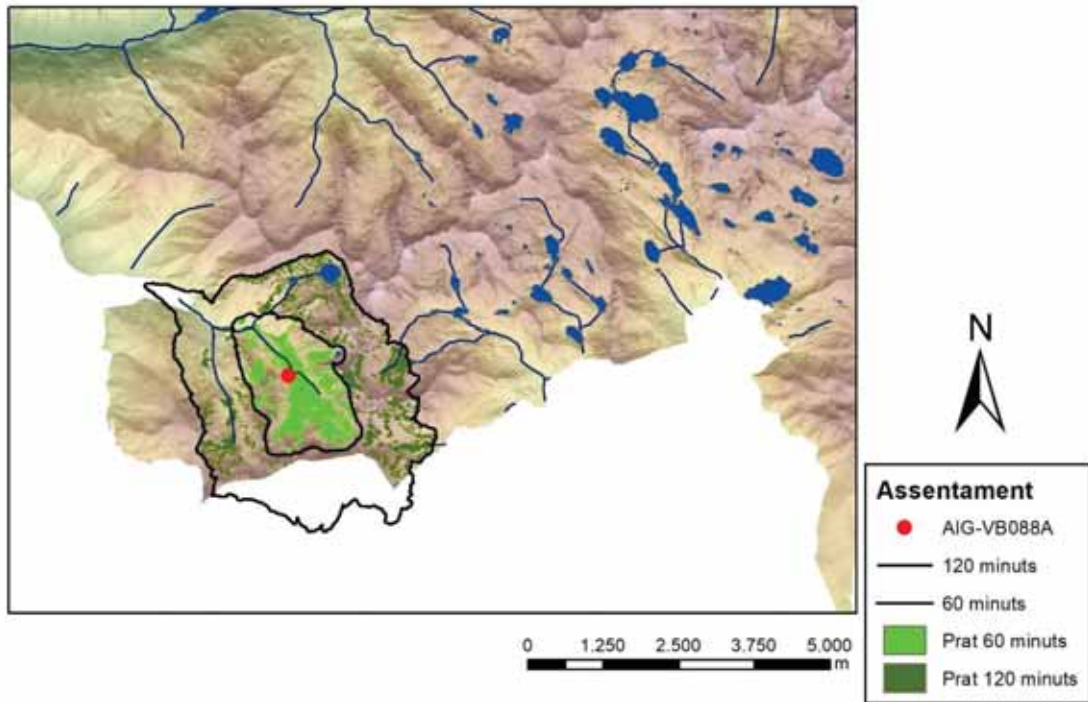 N
Assentament
AIG-VB088A
120 minuts
60 minuts
Prat 60 minuts
Prat 120 minuts
0 1.250 2.500 3.750 5.000
m